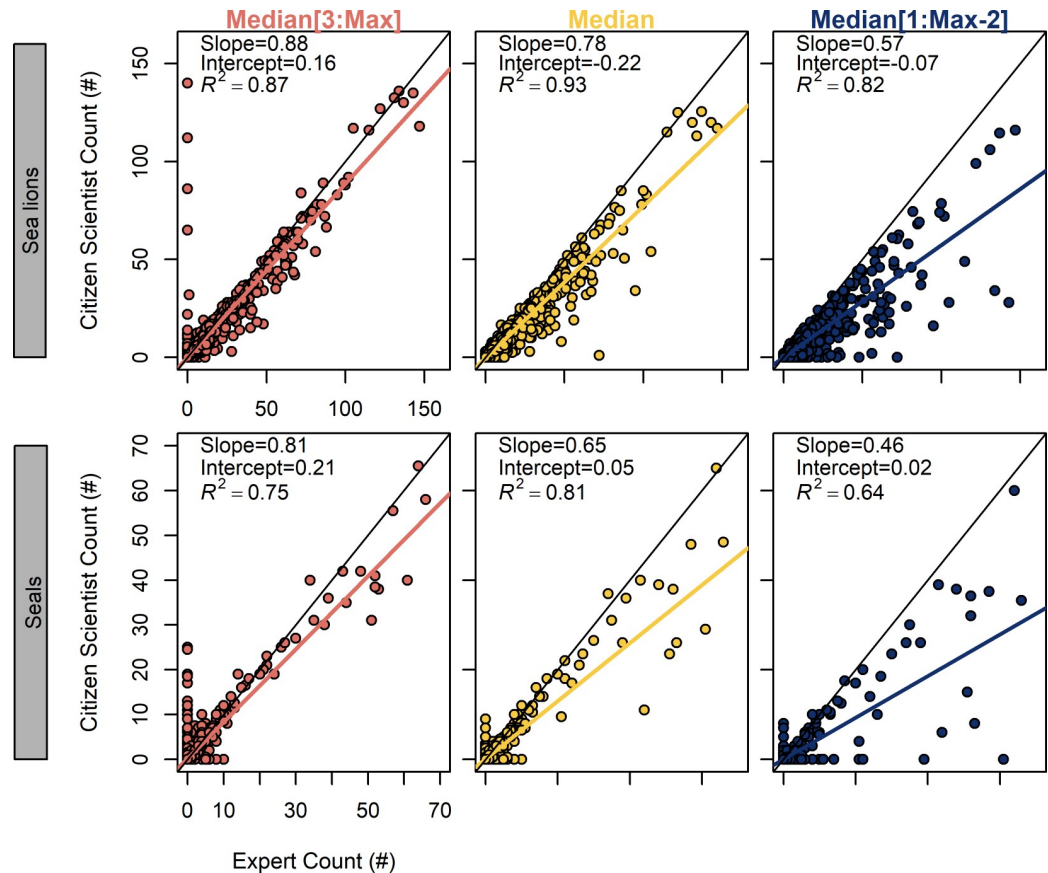 Median[3:Max] Median Median[1:Max-2]
Sea lions
Citizen Scientist Count (#)
150
100
50
0
Slope=0.88
Intercept=0.16
R² = 0.87
Slope=0.78
Intercept=-0.22
R² = 0.93
Slope=0.57
Intercept=-0.07
R² = 0.82
0 50 100 150
Seals
Citizen Scientist Count (#)
70
60
50
40
30
20
10
0
Slope=0.81
Intercept=0.21
R² = 0.75
Slope=0.65
Intercept=0.05
R² = 0.81
Slope=0.46
Intercept=0.02
R² = 0.64
0 10 30 50 70
Expert Count (#)